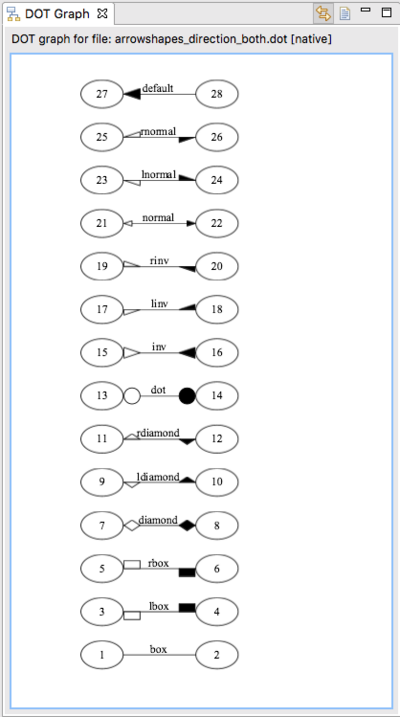 DOT Graph
DOT graph for file: arrowshapes_direction_both.dot [native]
27 default 28
25 rnormal 26
23 lnormal 24
21 normal 22
19 rinv 20
17 linv 18
15 inv 16
13 dot 14
11 rdiamond 12
9 ldiamond 10
7 diamond 8
5 rbox 6
3 lbox 4
1 box 2